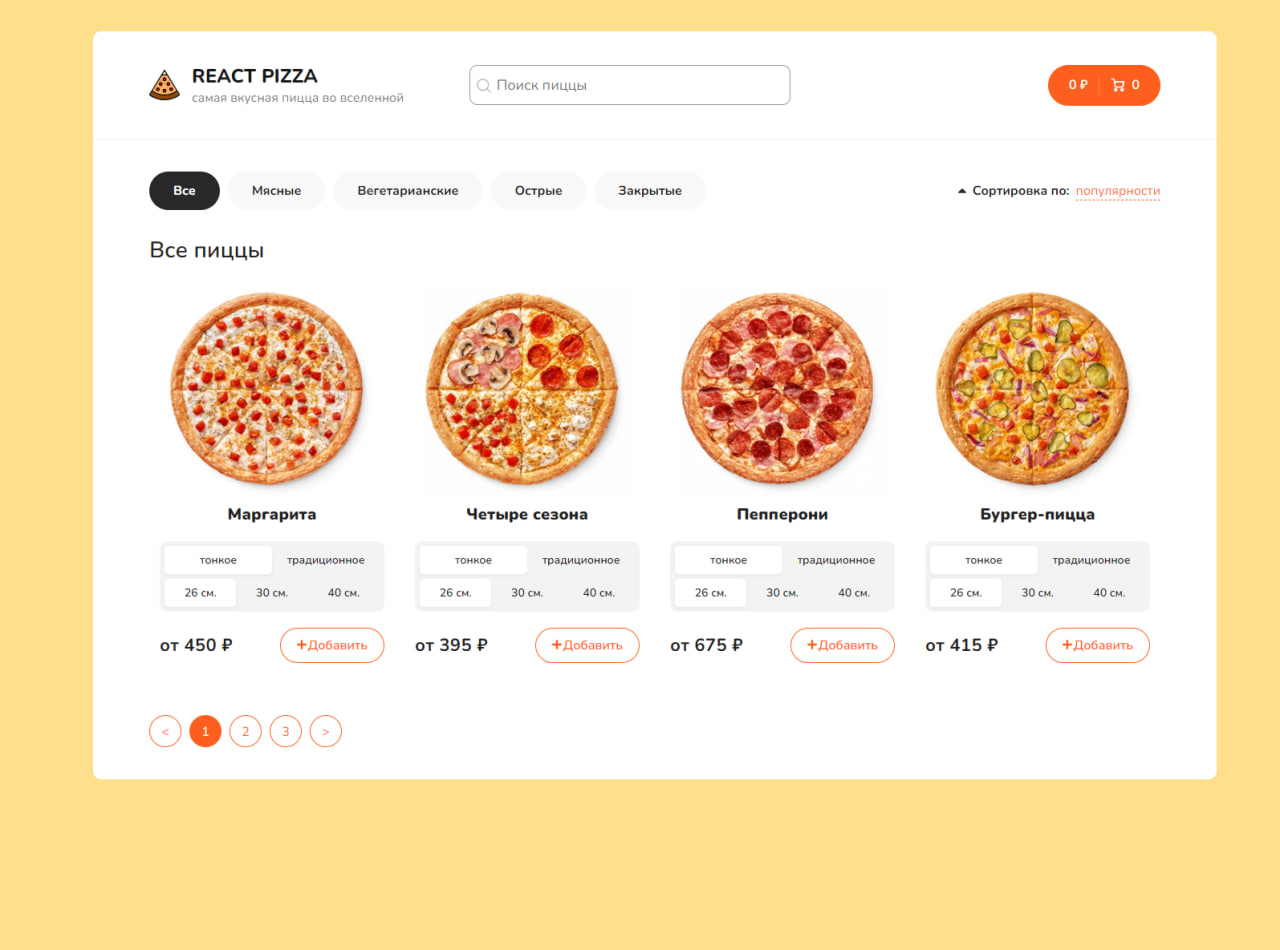 REACT PIZZA
самая вкусная пицца во вселенной
Поиск пиццы
0 ₽ 0
Все Мясные Вегетарианские Острые Закрытые Сортировка по: популярности
Все пиццы
Маргарита Четыре сезона Пепперони Бургер-пицца
тонкое традиционное тонкое традиционное тонкое традиционное тонкое традиционное
26 см. 30 см. 40 см. 26 см. 30 см. 40 см. 26 см. 30 см. 40 см. 26 см. 30 см. 40 см.
от 450 ₽ +Добавить от 395 ₽ +Добавить от 675 ₽ +Добавить от 415 ₽ +Добавить
< 1 2 3 >